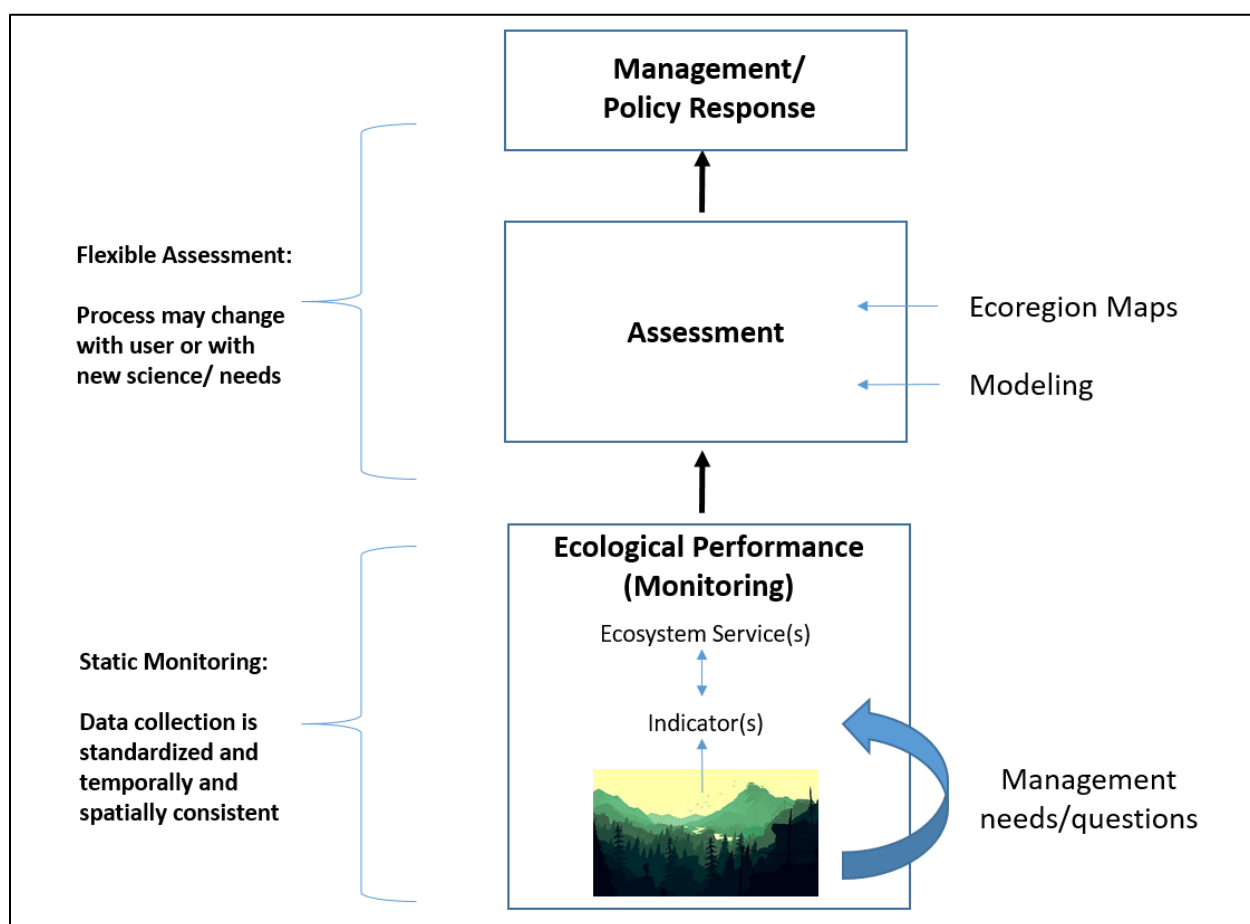 Management/
Policy Response
Flexible Assessment:
Process may change
with user or with
new science/ needs
Assessment
Ecoregion Maps
Modeling
Ecological Performance
(Monitoring)
Ecosystem Service(s)
Indicator(s)
Static Monitoring:
Data collection is
standardized and
temporally and
spatially consistent
Management
needs/questions